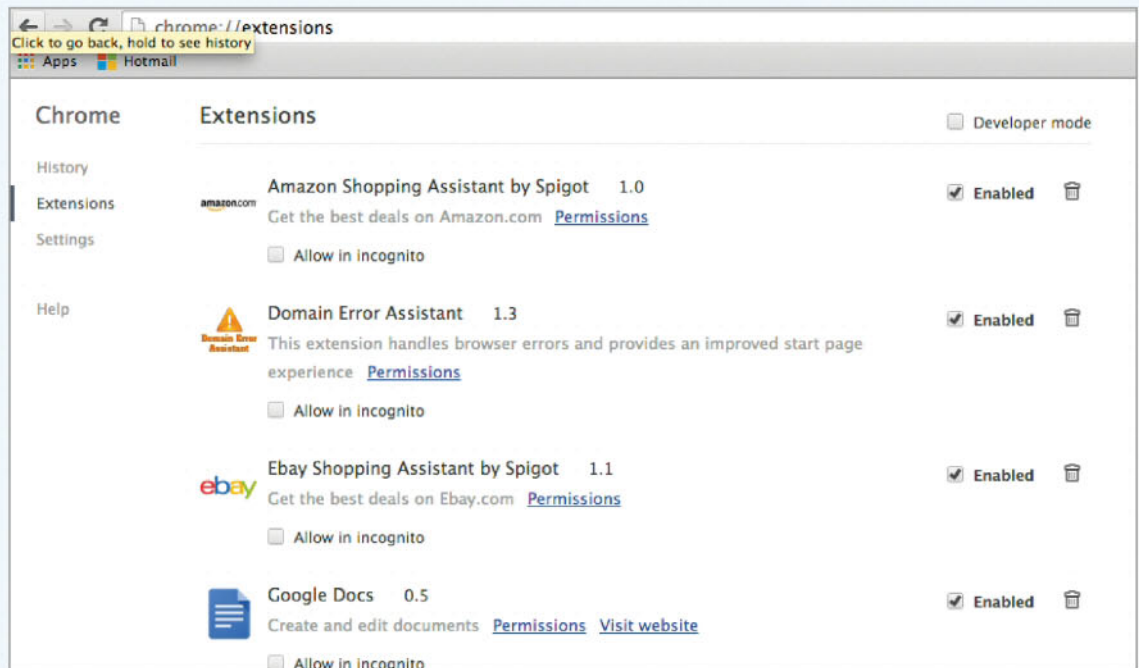 chrome://extensions
Click to go back, hold to see history
Apps Hotmail
Chrome
History
Extensions
Settings
Help
Extensions
Developer mode
amazon.com
Amazon Shopping Assistant by Spigot 1.0
Get the best deals on Amazon.com Permissions
Allow in incognito
Enabled
Domain Error
Assistant
Domain Error Assistant 1.3
This extension handles browser errors and provides an improved start page
experience Permissions
Allow in incognito
Enabled
ebay
Ebay Shopping Assistant by Spigot 1.1
Get the best deals on Ebay.com Permissions
Allow in incognito
Enabled
Google Docs 0.5
Create and edit documents Permissions Visit website
Allow in incognito
Enabled